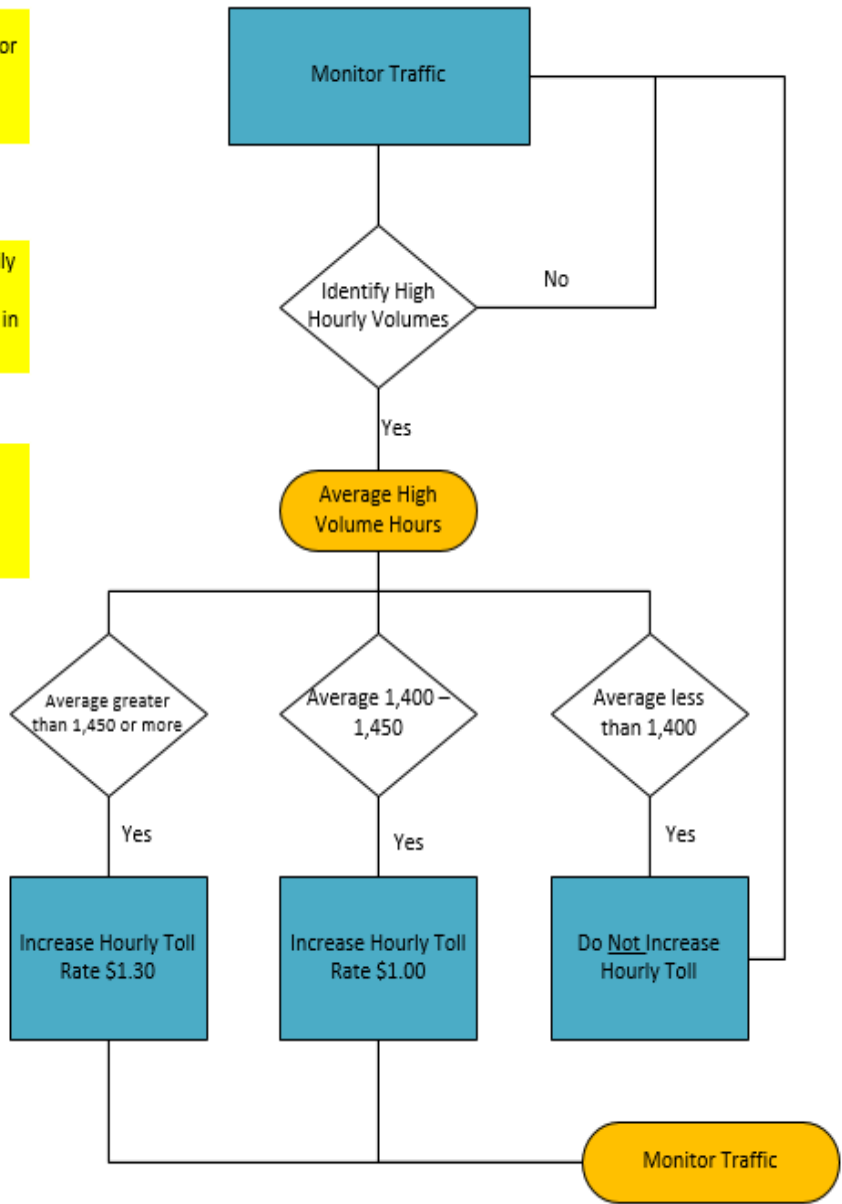 or
Monitor Traffic
ly
in
Identify High
Hourly Volumes
No
Yes
Average High
Volume Hours
Average greater
than 1,450 or more
Average 1,400 –
1,450
Average less
than 1,400
Yes
Yes
Yes
Increase Hourly Toll
Rate $1.30
Increase Hourly Toll
Rate $1.00
Do Not Increase
Hourly Toll
Monitor Traffic